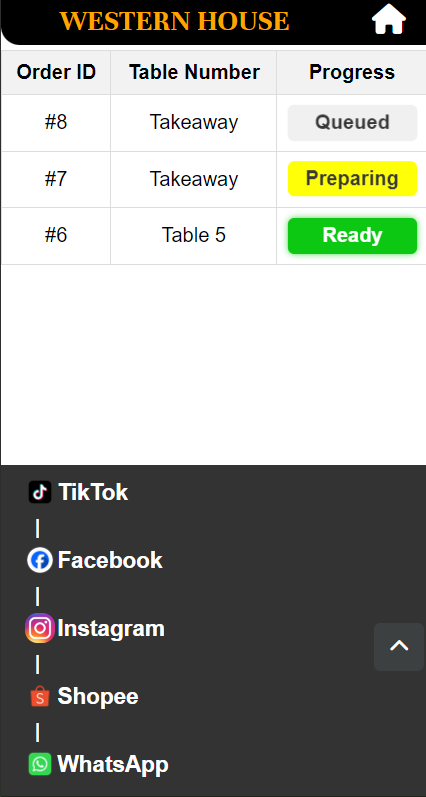 WESTERN HOUSE
Order ID Table Number Progress
#8 Takeaway Queued
#7 Takeaway Preparing
#6 Table 5 Ready
TikTok
|
Facebook
|
Instagram
|
Shopee
|
WhatsApp